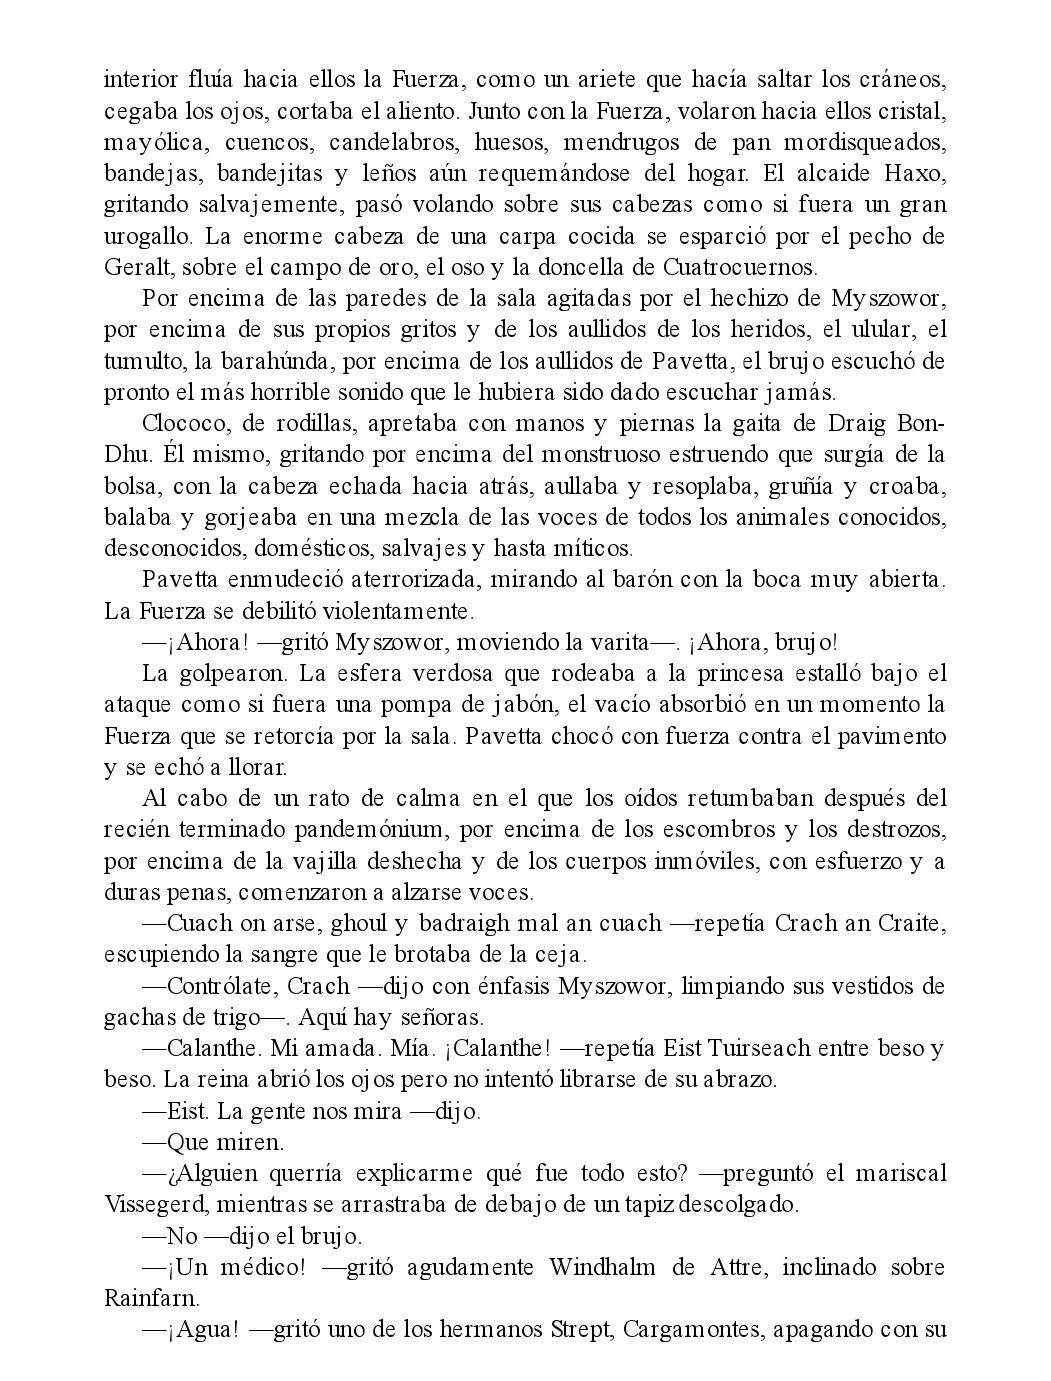 interior fluía hacia ellos la Fuerza, como un ariete que hacía saltar los cráneos,
cegaba los ojos, cortaba el aliento. Junto con la Fuerza, volaron hacia ellos cristal,
mayólica, cuencos, candelabros, huesos, mendrugos de pan mordisqueados,
bandejas, bandejitas y leños aún requemándose del hogar. El alcaide Haxo,
gritando salvajemente, pasó volando sobre sus cabezas como si fuera un gran
urogallo. La enorme cabeza de una carpa cocida se esparció por el pecho de
Geralt, sobre el campo de oro, el oso y la doncella de Cuatrocuernos.
Por encima de las paredes de la sala agitadas por el hechizo de Myszowor,
por encima de sus propios gritos y de los aullidos de los heridos, el ulular, el
tumulto, la barahúnda, por encima de los aullidos de Pavetta, el brujo escuchó de
pronto el más horrible sonido que le hubiera sido dado escuchar jamás.
Clococo, de rodillas, apretaba con manos y piernas la gaita de Draig Bon-
Dhu. Él mismo, gritando por encima del monstruoso estruendo que surgía de la
bolsa, con la cabeza echada hacia atrás, aullaba y resoplaba, gruñía y croaba,
balaba y gorjeaba en una mezcla de las voces de todos los animales conocidos,
desconocidos, domésticos, salvajes y hasta míticos.
Pavetta enmudeció aterrorizada, mirando al barón con la boca muy abierta.
La Fuerza se debilitó violentamente.
—¡Ahora! —gritó Myszowor, moviendo la varita—. ¡Ahora, brujo!
La golpearon. La esfera verdosa que rodeaba a la princesa estalló bajo el
ataque como si fuera una pompa de jabón, el vacío absorbió en un momento la
Fuerza que se retorcía por la sala. Pavetta chocó con fuerza contra el pavimento
y se echó a llorar.
Al cabo de un rato de calma en el que los oídos retumbaban después del
recién terminado pandemónium, por encima de los escombros y los destrozos,
por encima de la vajilla deshecha y de los cuerpos inmóviles, con esfuerzo y a
duras penas, comenzaron a alzarse voces.
—Cuach on arse, ghoul y badraigh mal an cuach —repetía Crach an Craite,
escupiendo la sangre que le brotaba de la ceja.
—Contrólate, Crach —dijo con énfasis Myszowor, limpiando sus vestidos de
gachas de trigo—. Aquí hay señoras.
—Calanthe. Mi amada. Mía. ¡Calanthe! —repetía Eist Tuirseach entre beso y
beso. La reina abrió los ojos pero no intentó librarse de su abrazo.
—Eist. La gente nos mira —dijo.
—Que miren.
—¿Alguien querría explicarme qué fue todo esto? —preguntó el mariscal
Vissegerd, mientras se arrastraba de debajo de un tapiz descolgado.
—No —dijo el brujo.
—¡Un médico! —gritó agudamente Windhalm de Attre, inclinado sobre
Rainfarn.
—¡Agua! —gritó uno de los hermanos Strept, Cargamontes, apagando con su